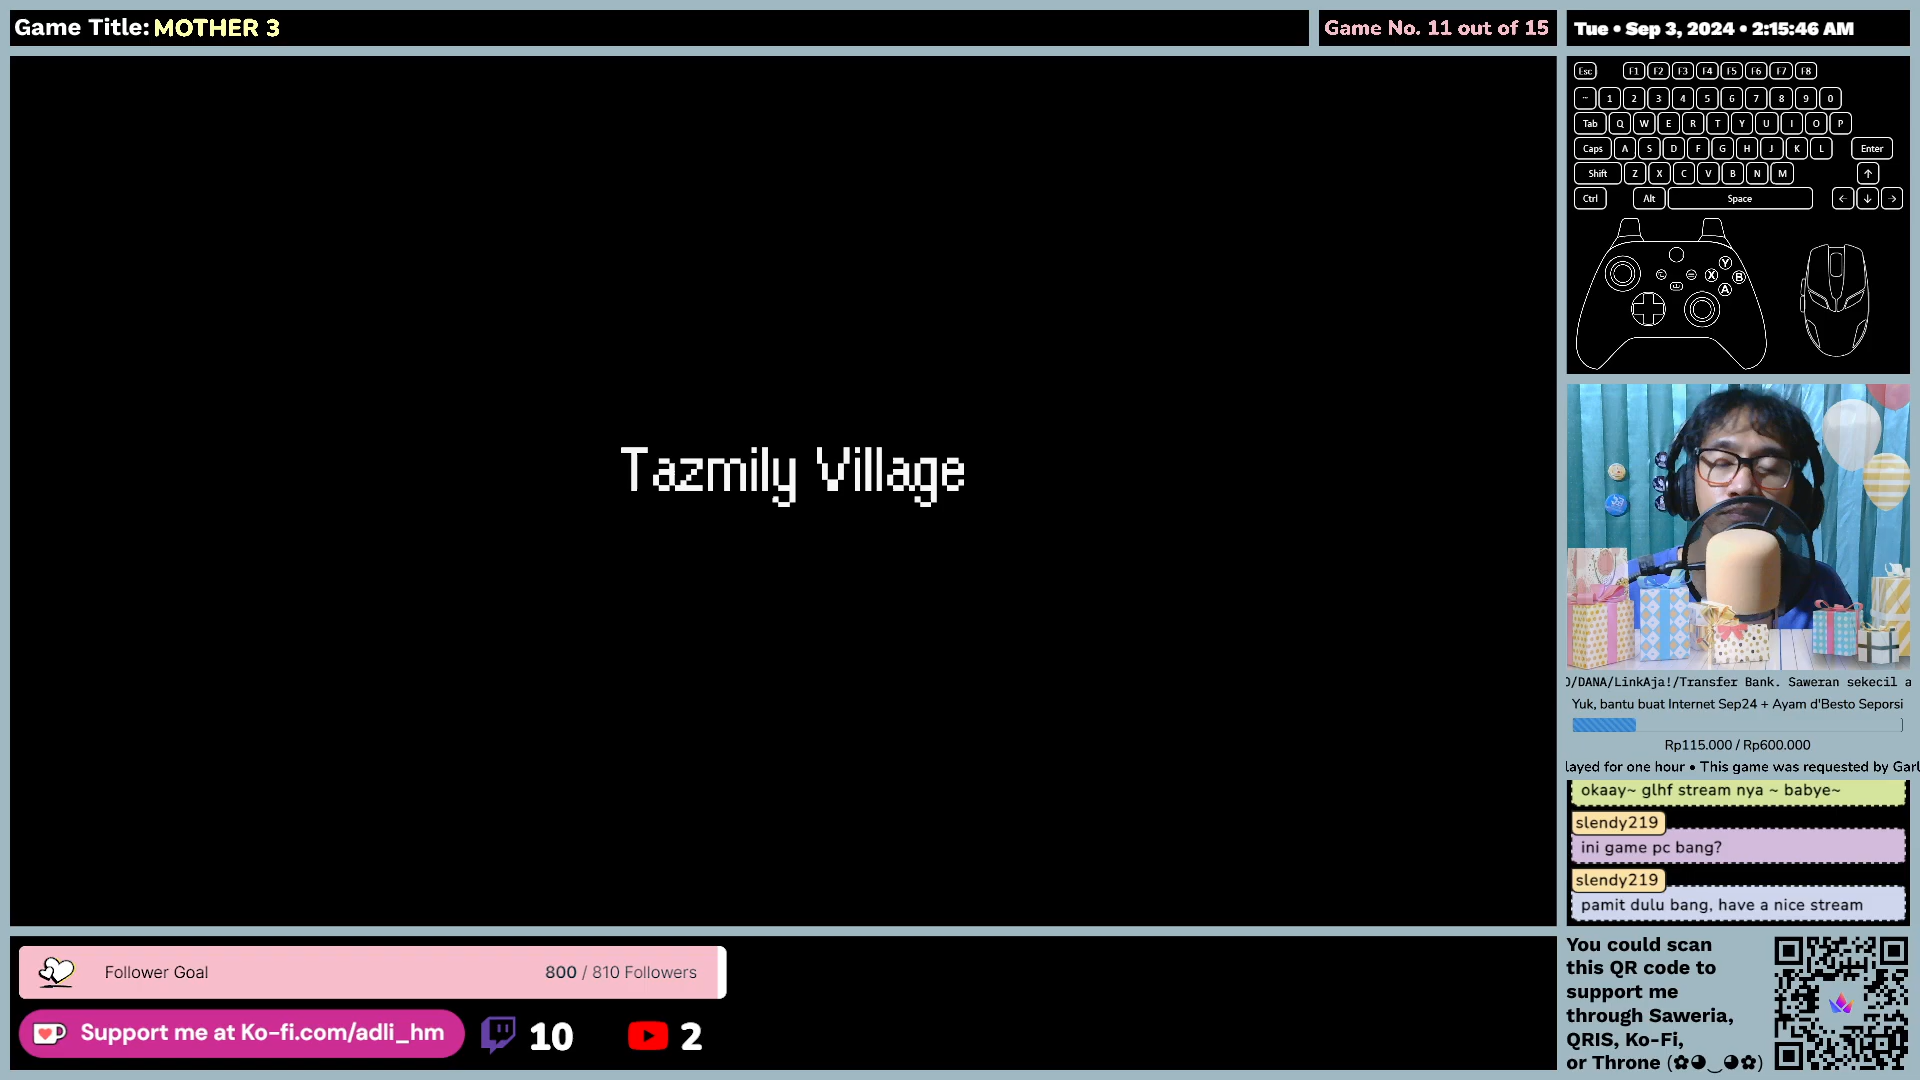 Game Title: MOTHER 3
Game No. 11 out of 15
Tue • Sep 3, 2024 • 2:15:46 AM
Esc F1 F2 F3 F4 F5 F6 F7 F8
~ 1 2 3 4 5 6 7 8 9 0
Tab Q W E R T Y U I O P
Caps A S D F G H J K L Enter
Shift Z X C V B N M ↑
Ctrl Alt Space ← ↓ →
Y
X B
A
Tazmily Village
O/DANA/LinkAja!/Transfer Bank. Saweran sekecil a
Yuk, bantu buat Internet Sep24 + Ayam d'Besto Seporsi
Rp115.000 / Rp600.000
layed for one hour • This game was requested by Garl
okaay~ glhf stream nya ~ babye~
slendy219
ini game pc bang?
slendy219
pamit dulu bang, have a nice stream
Follower Goal 800 / 810 Followers
Support me at Ko-fi.com/adli_hm
10 2
You could scan
this QR code to
support me
through Saweria,
QRIS, Ko-Fi,
or Throne (✿◕‿◕✿)